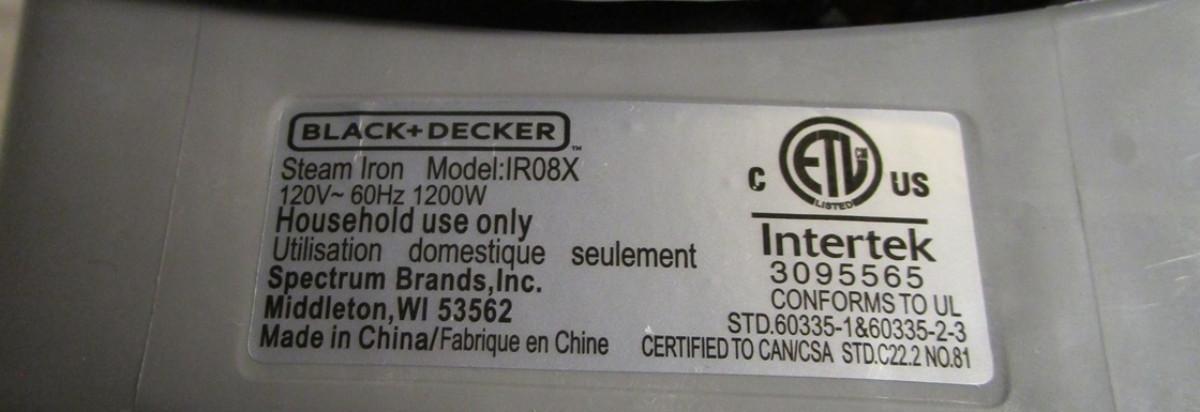 BLACK+DECKER™
Steam Iron Model:IR08X
120V~ 60Hz 1200W
Household use only
Utilisation domestique seulement
Spectrum Brands,Inc.
Middleton,WI 53562
Made in China/Fabrique en Chine
C ETL CM US
LISTED
Intertek
3095565
CONFORMS TO UL
STD.60335-1&60335-2-3
CERTIFIED TO CAN/CSA STD.C22.2 NO.81